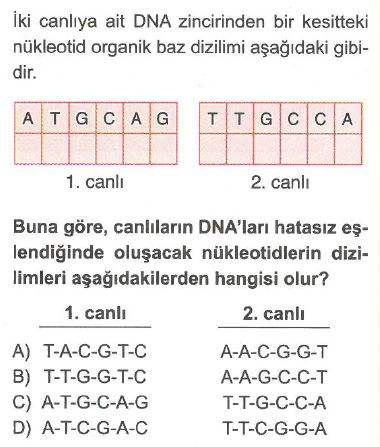 İki canlıya ait DNA zincirinden bir kesitteki
nükleotid organik baz dizilimi aşağıdaki gibi-
dir.
A T G C A G    T T G C C A
1. canlı    2. canlı
Buna göre, canlıların DNA'ları hatasız eş-
lendiğinde oluşacak nükleotidlerin dizi-
limleri aşağıdakilerden hangisi olur?
1. canlı    2. canlı
A) T-A-C-G-T-C    A-A-C-G-G-T
B) T-T-G-G-T-C    A-A-G-C-C-T
C) A-T-G-C-A-G    T-T-G-C-C-A
D) A-T-C-G-A-C    T-T-C-G-G-A